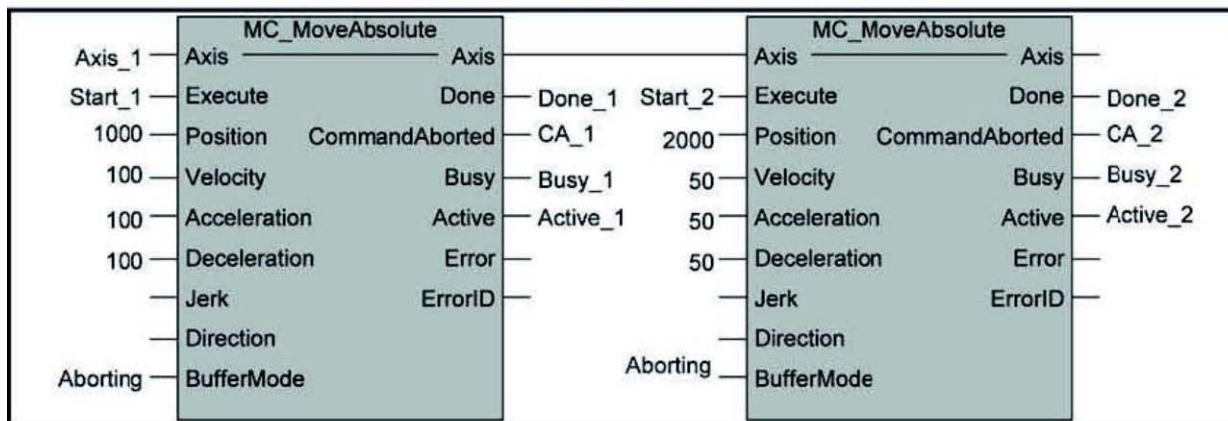 MC_MoveAbsolute MC_MoveAbsolute
Axis_1 Axis Axis Axis Axis
Start_1 Execute Done Done_1 Start_2 Execute Done Done_2
1000 Position CommandAborted CA_1 2000 Position CommandAborted CA_2
100 Velocity Busy Busy_1 50 Velocity Busy Busy_2
100 Acceleration Active Active_1 50 Acceleration Active Active_2
100 Deceleration Error 50 Deceleration Error
Jerk ErrorID Jerk ErrorID
Direction Direction
Aborting BufferMode Aborting BufferMode